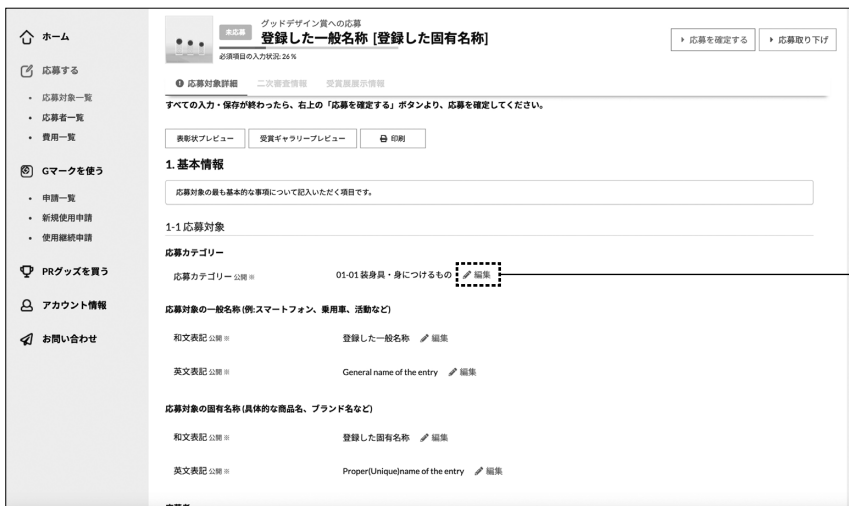 ホーム
応募する
・ 応募対象一覧
・ 応募者一覧
・ 費用一覧
Gマークを使う
・ 申請一覧
・ 新規使用申請
・ 使用継続申請
PRグッズを買う
アカウント情報
お問い合わせ
グッドデザイン賞への応募
未応募 登録した一般名称 [登録した固有名称]
必須項目の入力状況: 26%
応募を確定する 応募取り下げ
応募対象詳細 二次審査情報 受賞展展示情報
すべての入力・保存が終わったら、右上の「応募を確定する」ボタンより、応募を確定してください。
表彰状プレビュー 受賞ギャラリープレビュー 印刷
1. 基本情報
応募対象の最も基本的な事項について記入いただく項目です。
1-1 応募対象
応募カテゴリー
応募カテゴリー 公開 ※ 01-01 装身具・身につけるもの 編集
応募対象の一般名称 (例:スマートフォン、乗用車、活動など)
和文表記 公開 ※ 登録した一般名称 編集
英文表記 公開 ※ General name of the entry 編集
応募対象の固有名称 (具体的な商品名、ブランド名など)
和文表記 公開 ※ 登録した固有名称 編集
英文表記 公開 ※ Proper(Unique)name of the entry 編集